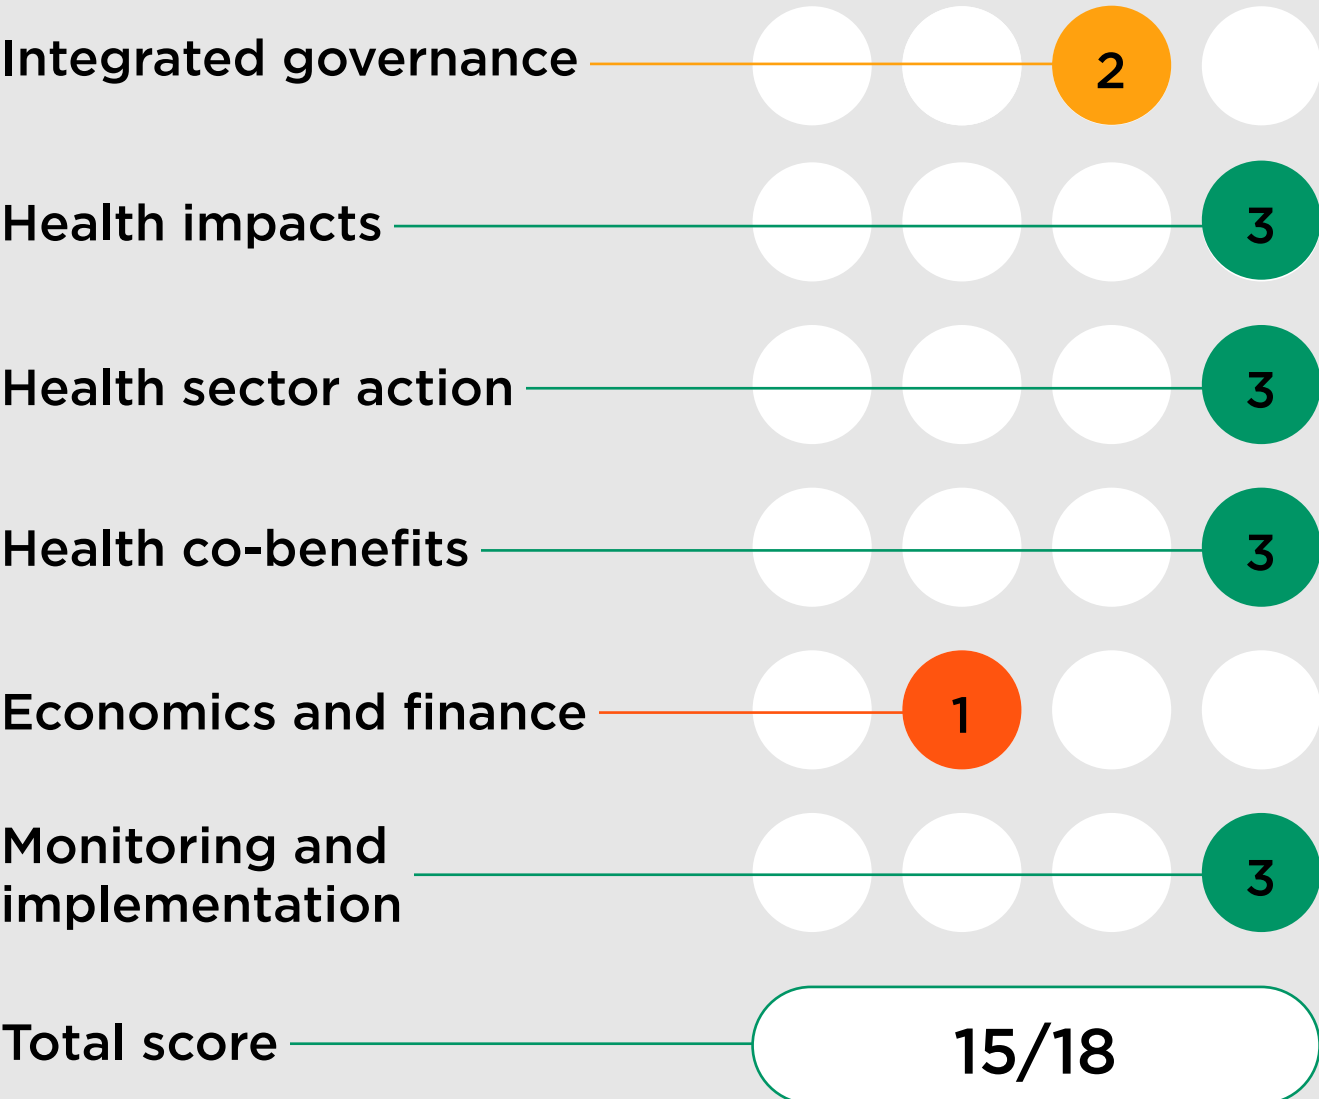 Integrated governance 2
Health impacts 3
Health sector action 3
Health co-benefits 3
Economics and finance 1
Monitoring and
implementation 3
Total score 15/18